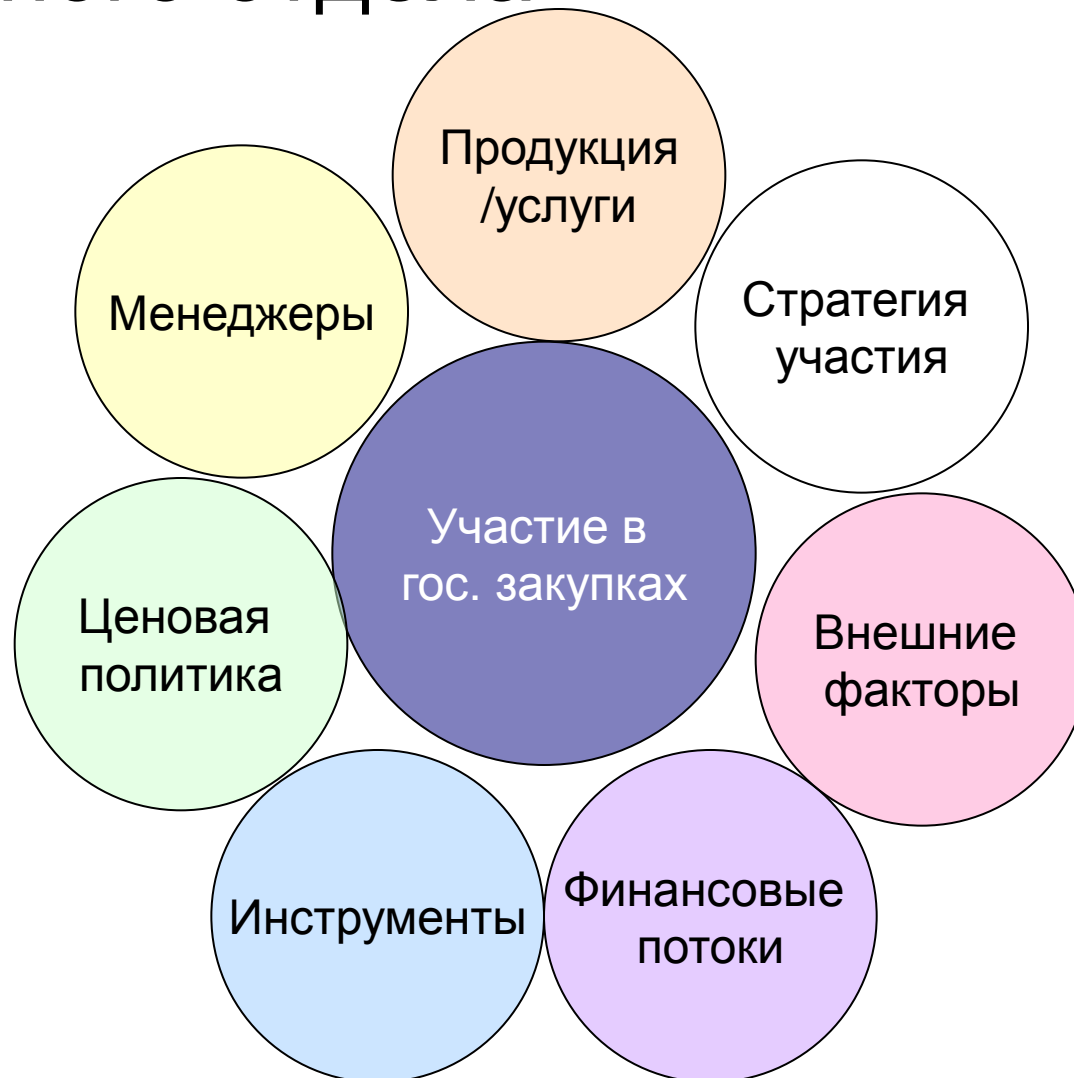 Продукция
/услуги
Стратегия
участия
Менеджеры
Участие в
гос. закупках
Ценовая
политика
Внешние
факторы
Инструменты
Финансовые
потоки